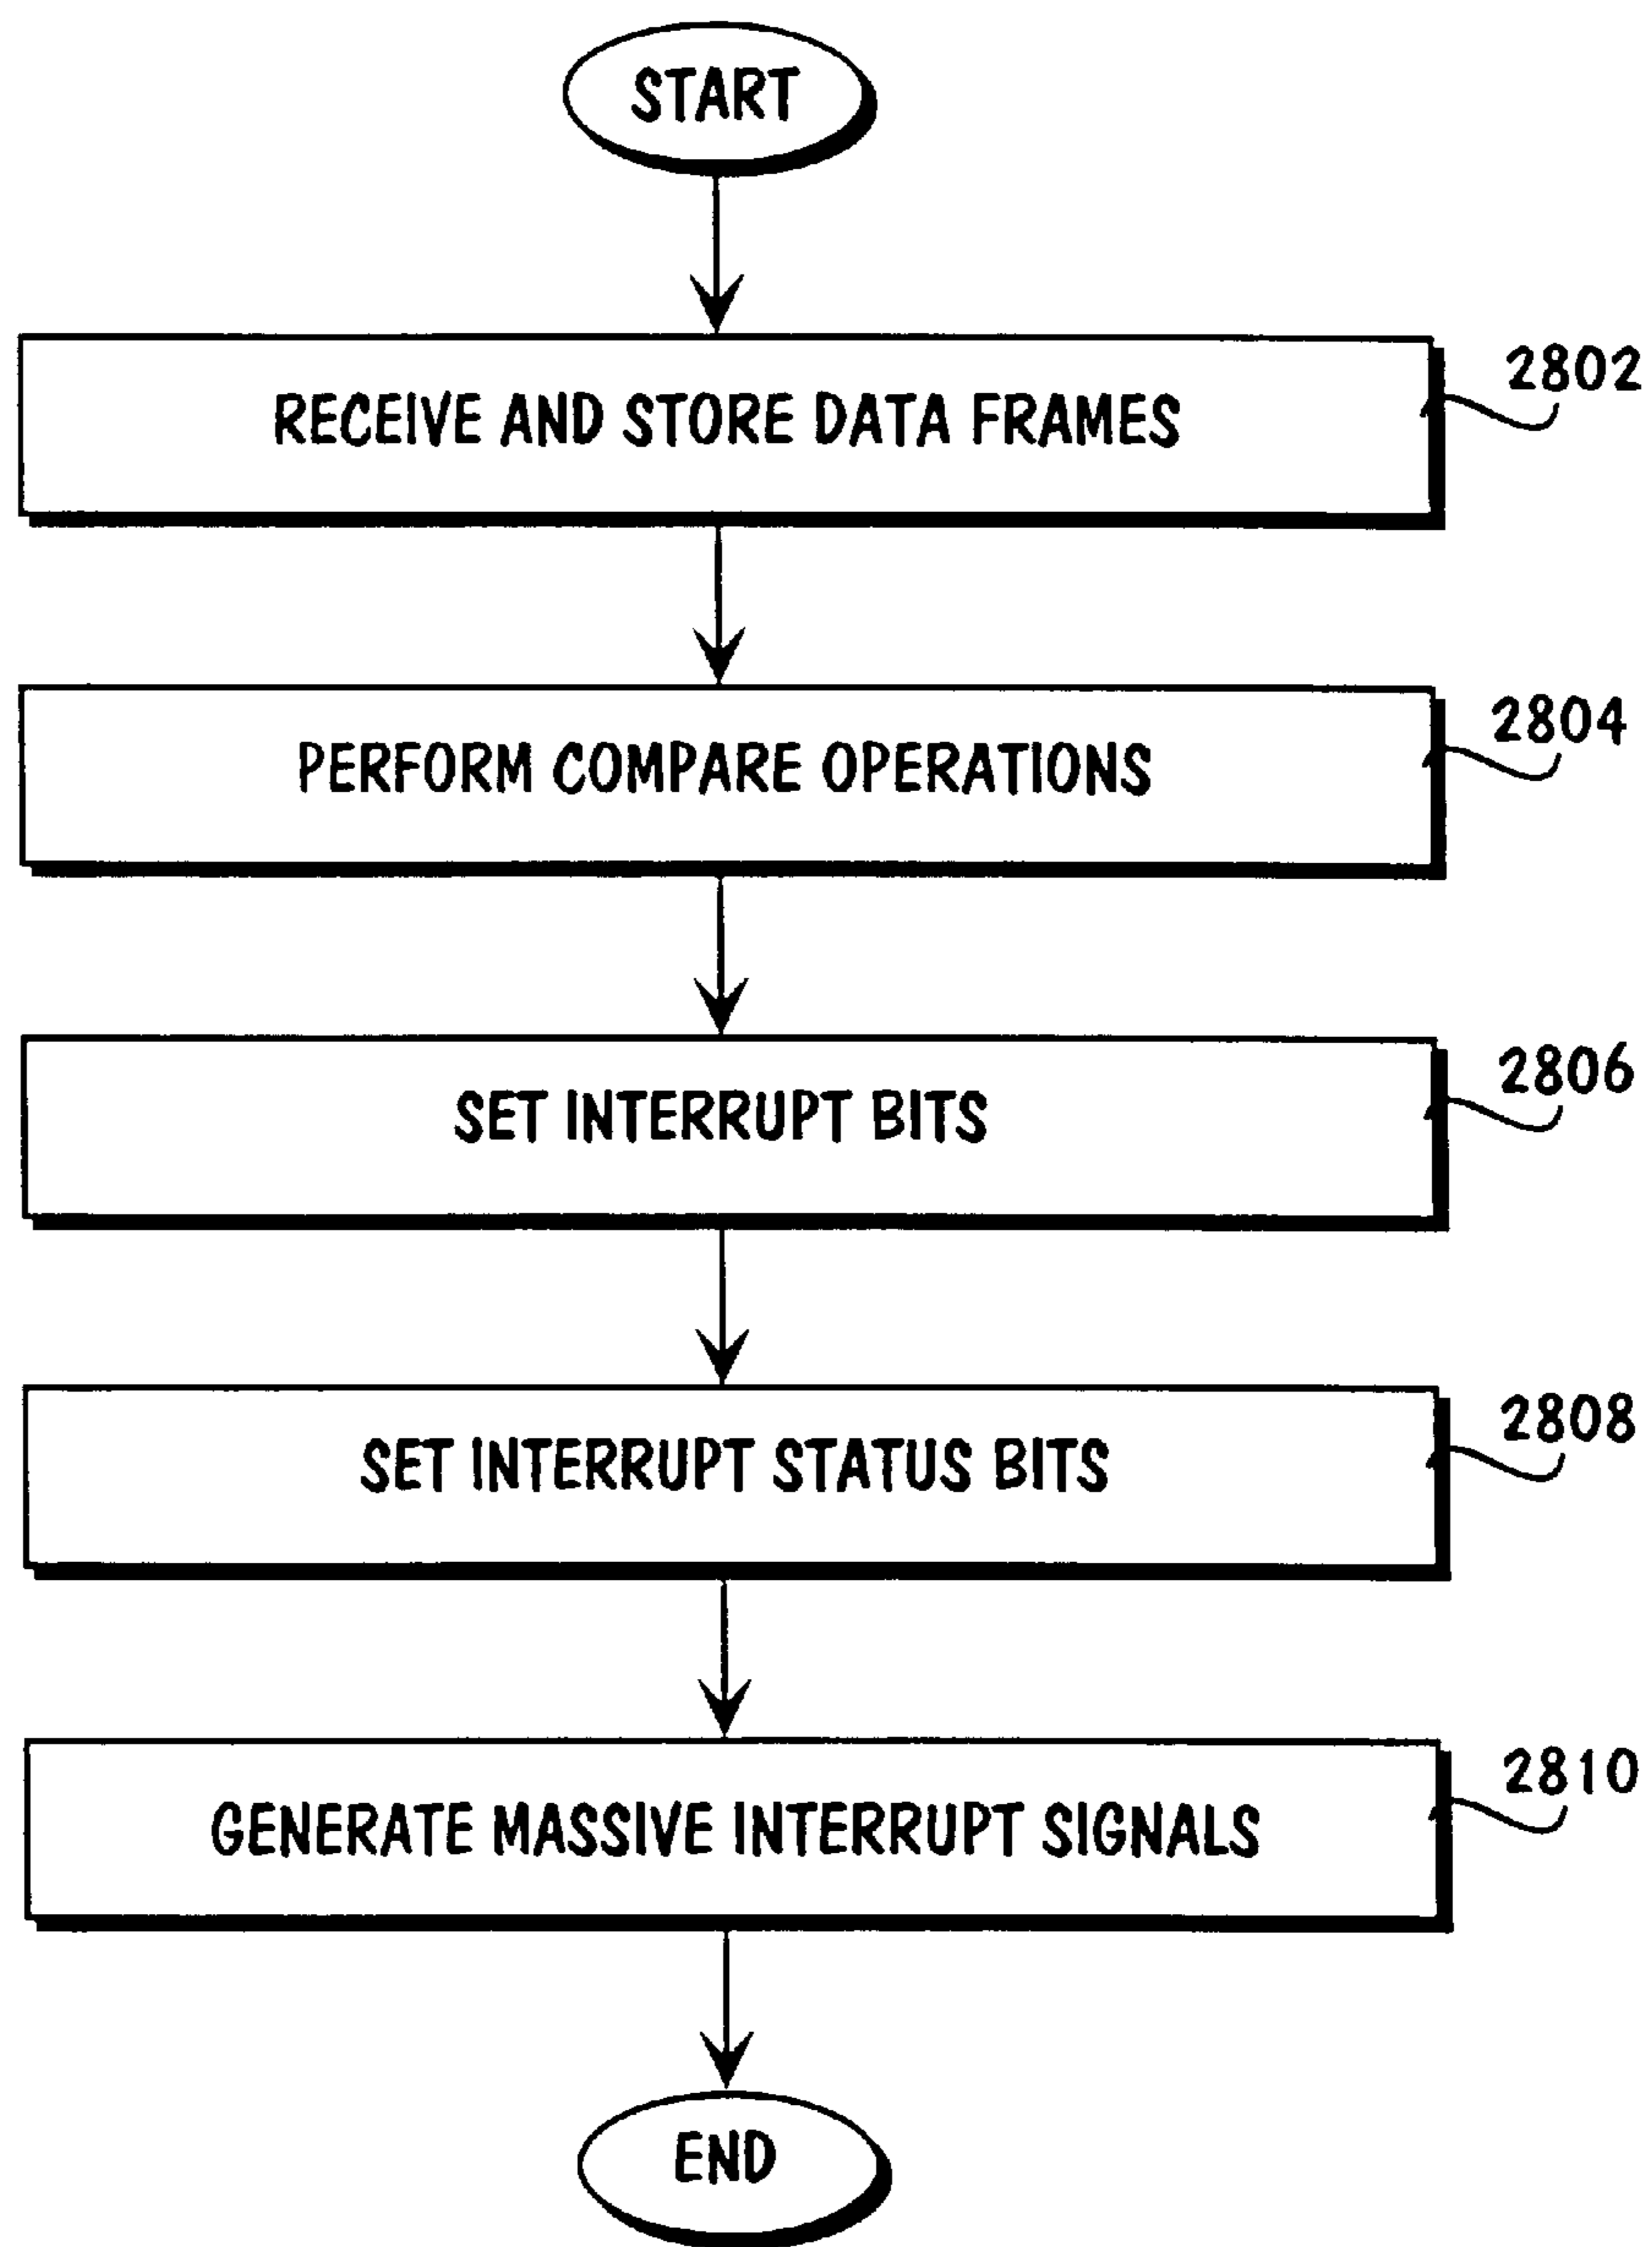 START
RECEIVE AND STORE DATA FRAMES
2802
PERFORM COMPARE OPERATIONS
2804
SET INTERRUPT BITS
2806
SET INTERRUPT STATUS BITS
2808
GENERATE MASSIVE INTERRUPT SIGNALS
2810
END